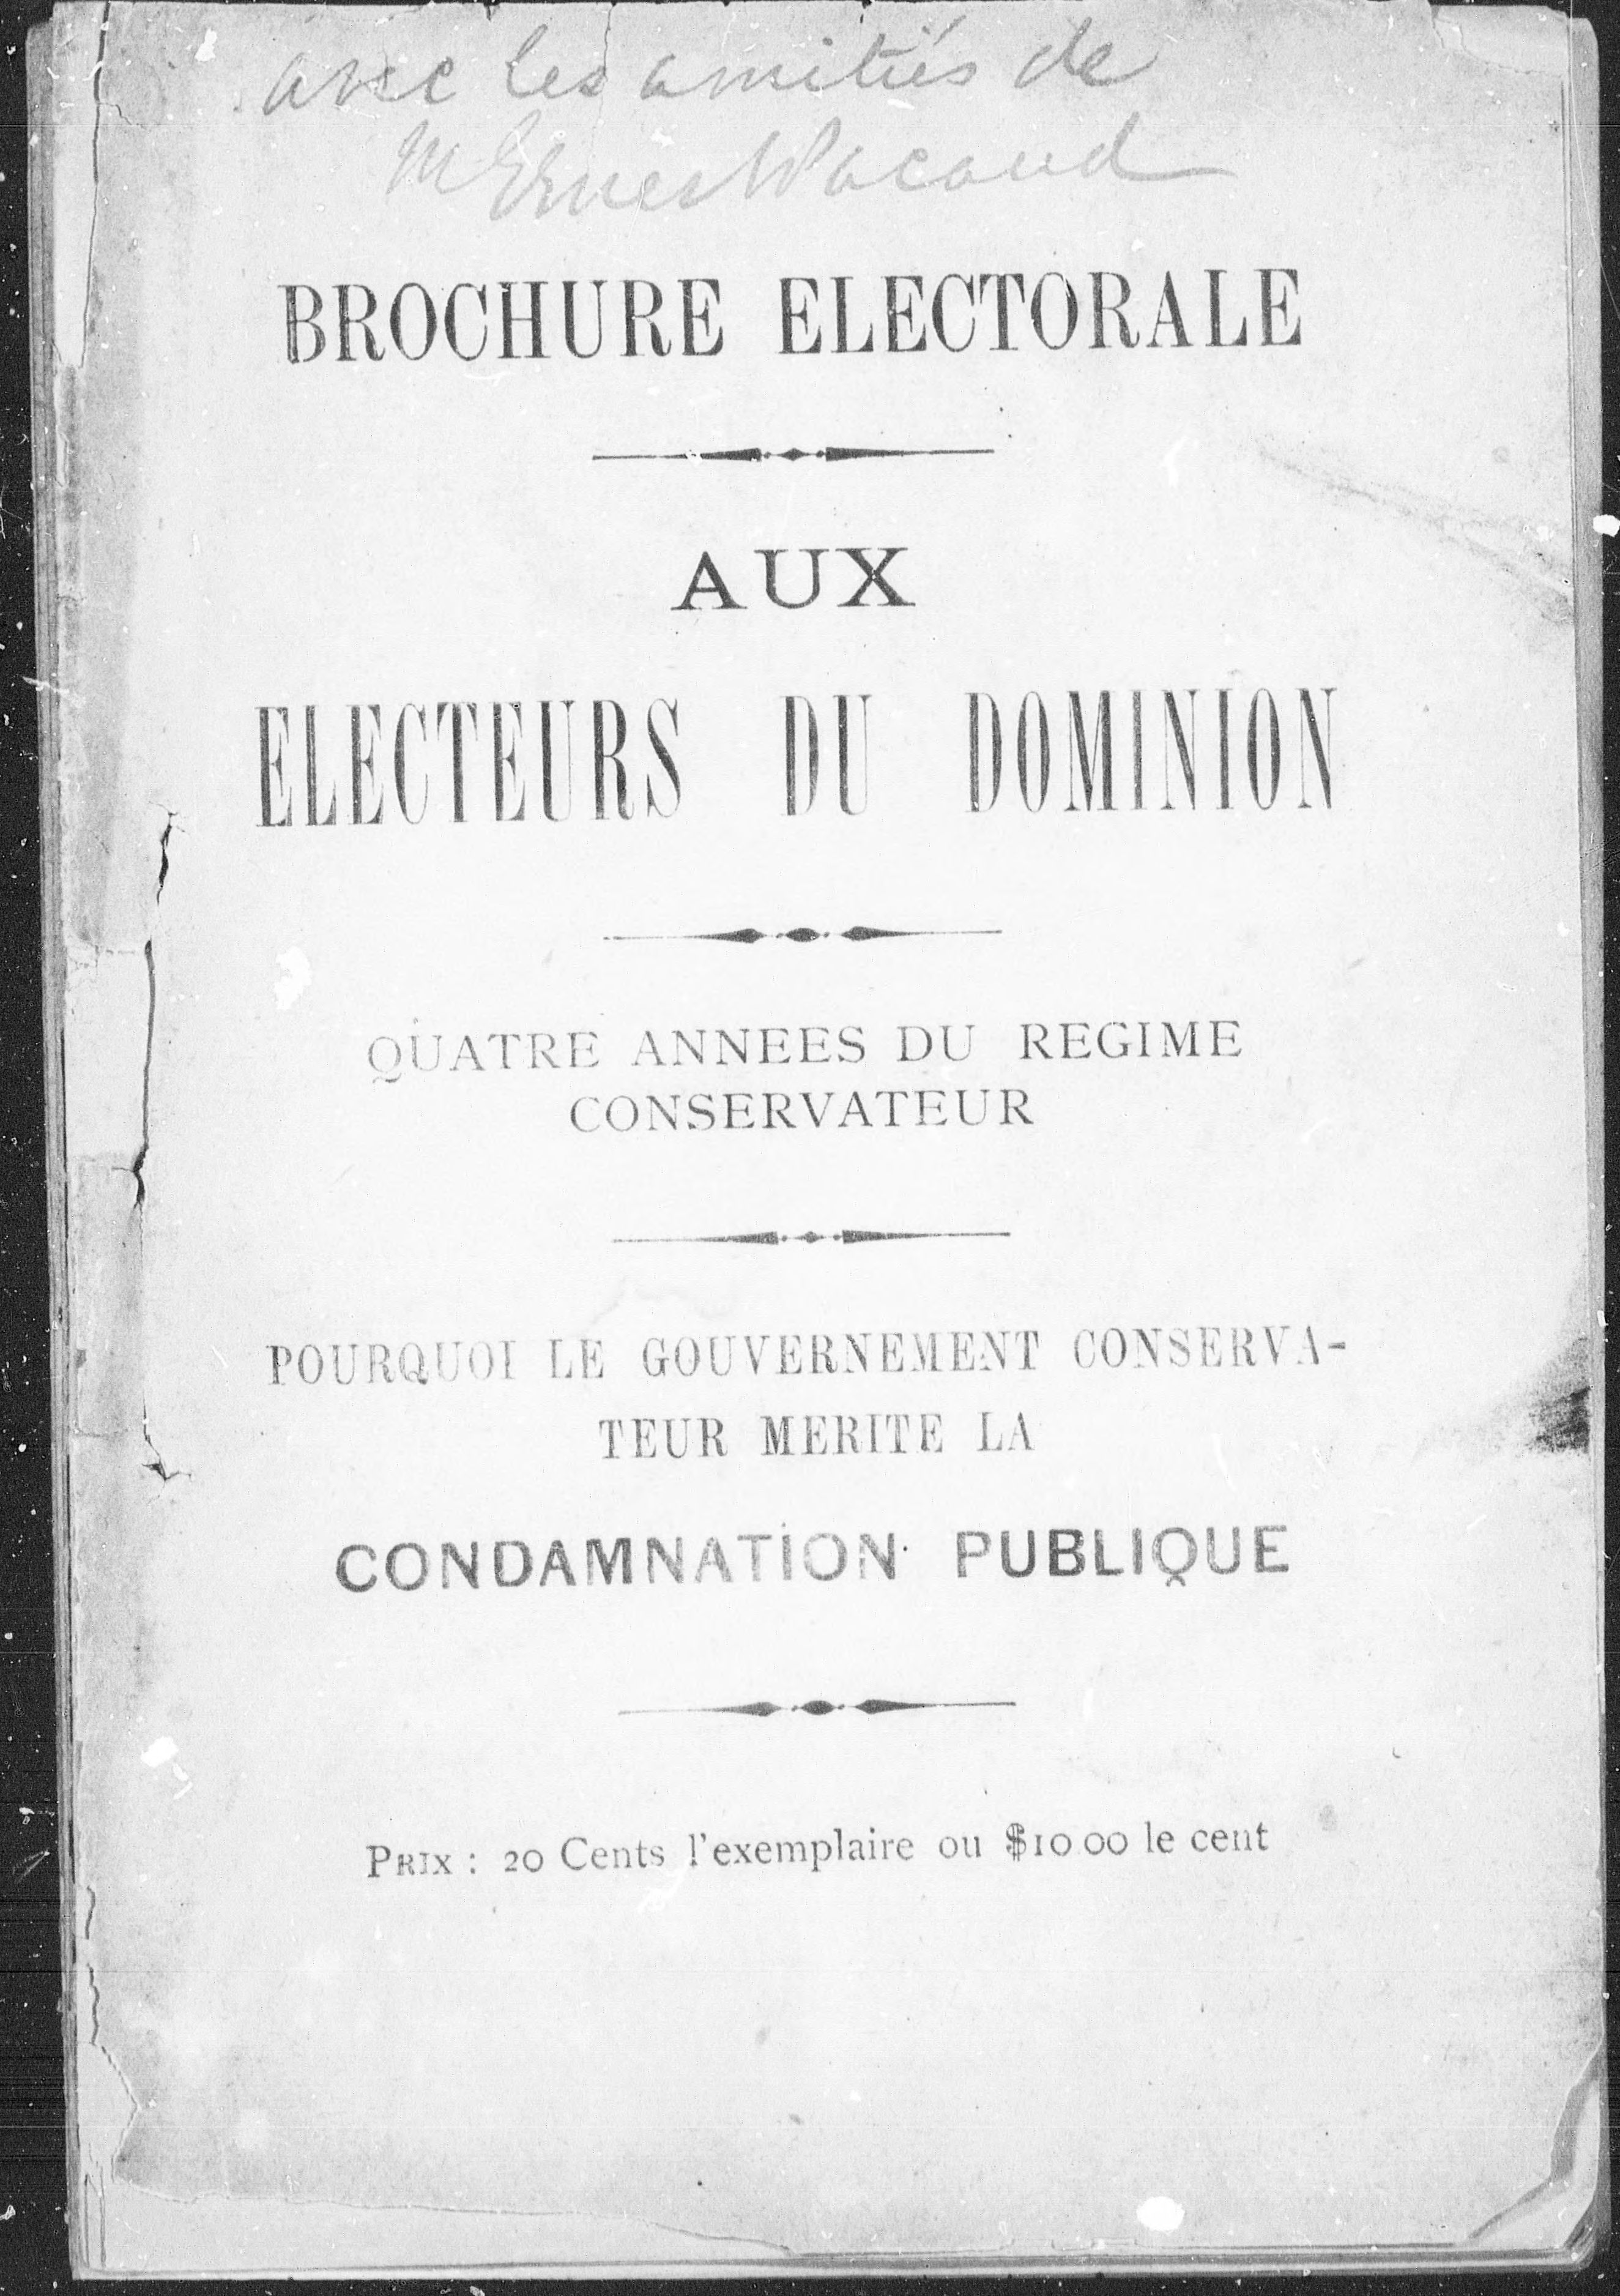 avec les amitiés de
M Ernest Pacaud
BROCHURE ELECTORALE
AUX
ELECTEURS DU DOMINION
QUATRE ANNEES DU REGIME
CONSERVATEUR
POURQUOI LE GOUVERNEMENT CONSERVA-
TEUR MERITE LA
CONDAMNATION PUBLIQUE
PRIX : 20 Cents l'exemplaire ou $10 00 le cent